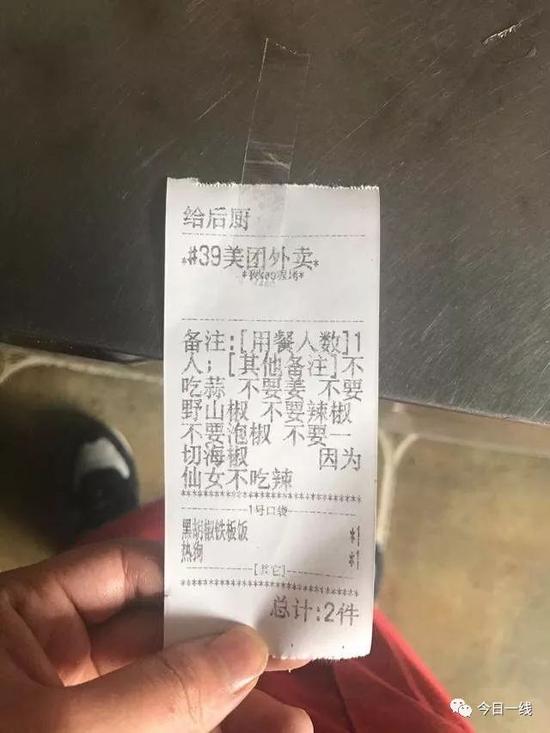 给后厨
#39美团外卖
备注:[用餐人数]1
人; [其他备注]不
吃蒜 不要姜 不要
野山椒 不要辣椒
不要泡椒 不要一
切海椒 因为
仙女不吃辣
1号口袋
黑胡椒铁板饭
热狗
[其它]
总计:2件
今日一线